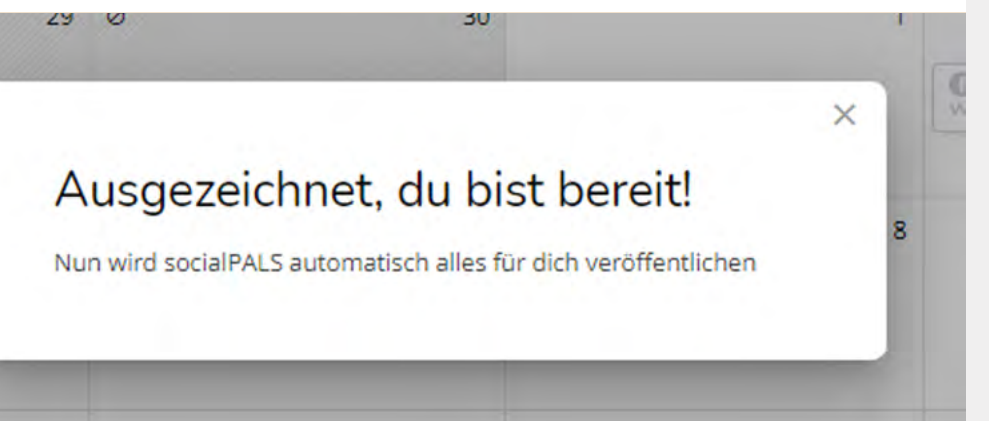 29 30 1
Ausgezeichnet, du bist bereit!
8
Nun wird socialPALS automatisch alles für dich veröffentlichen